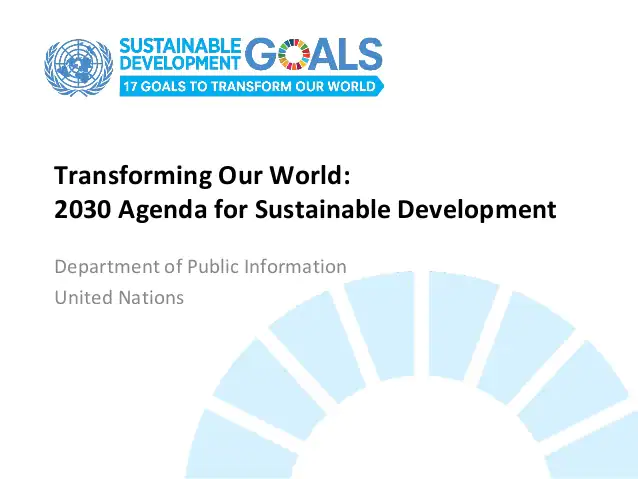 SUSTAINABLE
DEVELOPMENT
GOALS
17 GOALS TO TRANSFORM OUR WORLD
Transforming Our World:
2030 Agenda for Sustainable Development
Department of Public Information
United Nations